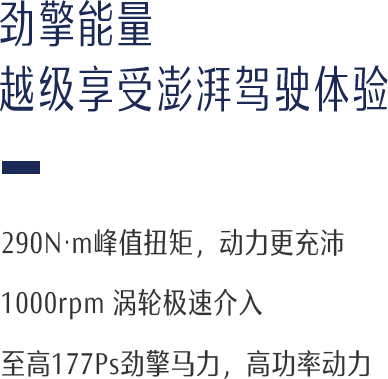 劲擎能量
越级享受澎湃驾驶体验
290N·m峰值扭矩，动力更充沛
1000rpm 涡轮极速介入
至高177Ps劲擎马力，高功率动力